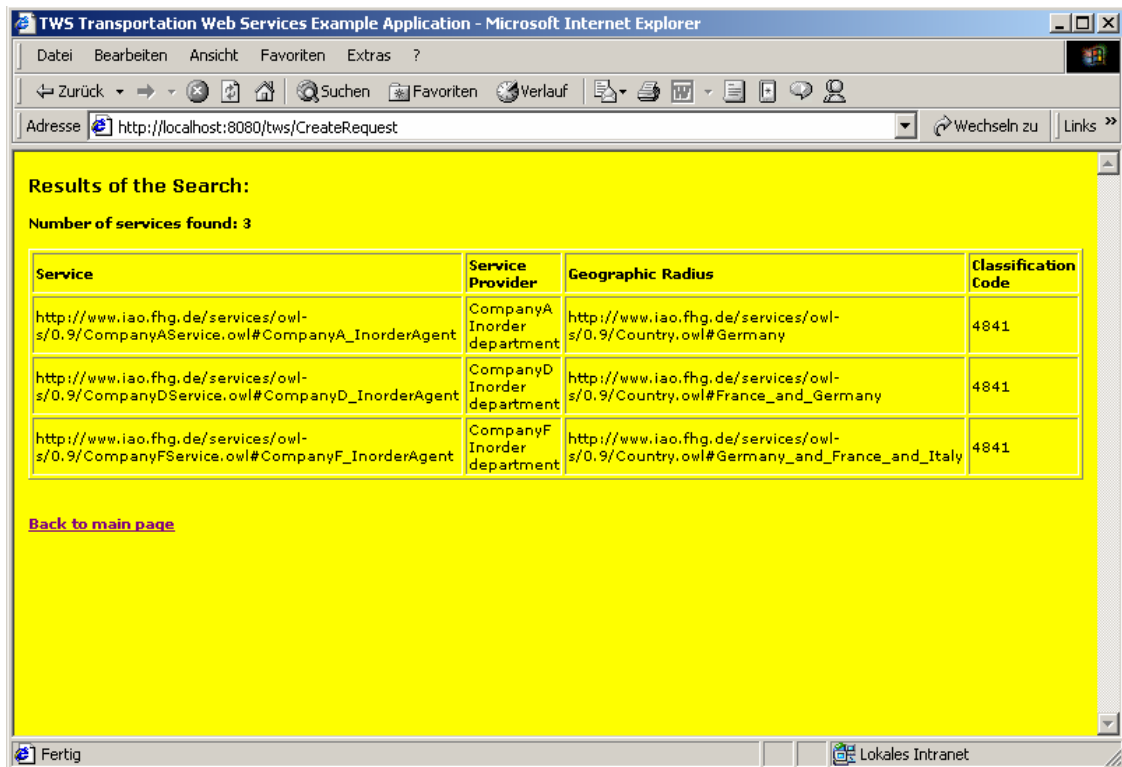 TWS Transportation Web Services Example Application - Microsoft Internet Explorer
Datei Bearbeiten Ansicht Favoriten Extras ?
Zurück Suchen Favoriten Verlauf
Adresse http://localhost:8080/tws/CreateRequest Wechseln zu Links »
Results of the Search:
Number of services found: 3
Service
Service
Provider
Geographic Radius
Classification
Code
http://www.iao.fhg.de/services/owl-
s/0.9/CompanyAService.owl#CompanyA_InorderAgent
CompanyA
Inorder
department
http://www.iao.fhg.de/services/owl-
s/0.9/Country.owl#Germany
4841
http://www.iao.fhg.de/services/owl-
s/0.9/CompanyDService.owl#CompanyD_InorderAgent
CompanyD
Inorder
department
http://www.iao.fhg.de/services/owl-
s/0.9/Country.owl#France_and_Germany
4841
http://www.iao.fhg.de/services/owl-
s/0.9/CompanyFService.owl#CompanyF_InorderAgent
CompanyF
Inorder
department
http://www.iao.fhg.de/services/owl-
s/0.9/Country.owl#Germany_and_France_and_Italy
4841
Back to main page
Fertig Lokales Intranet